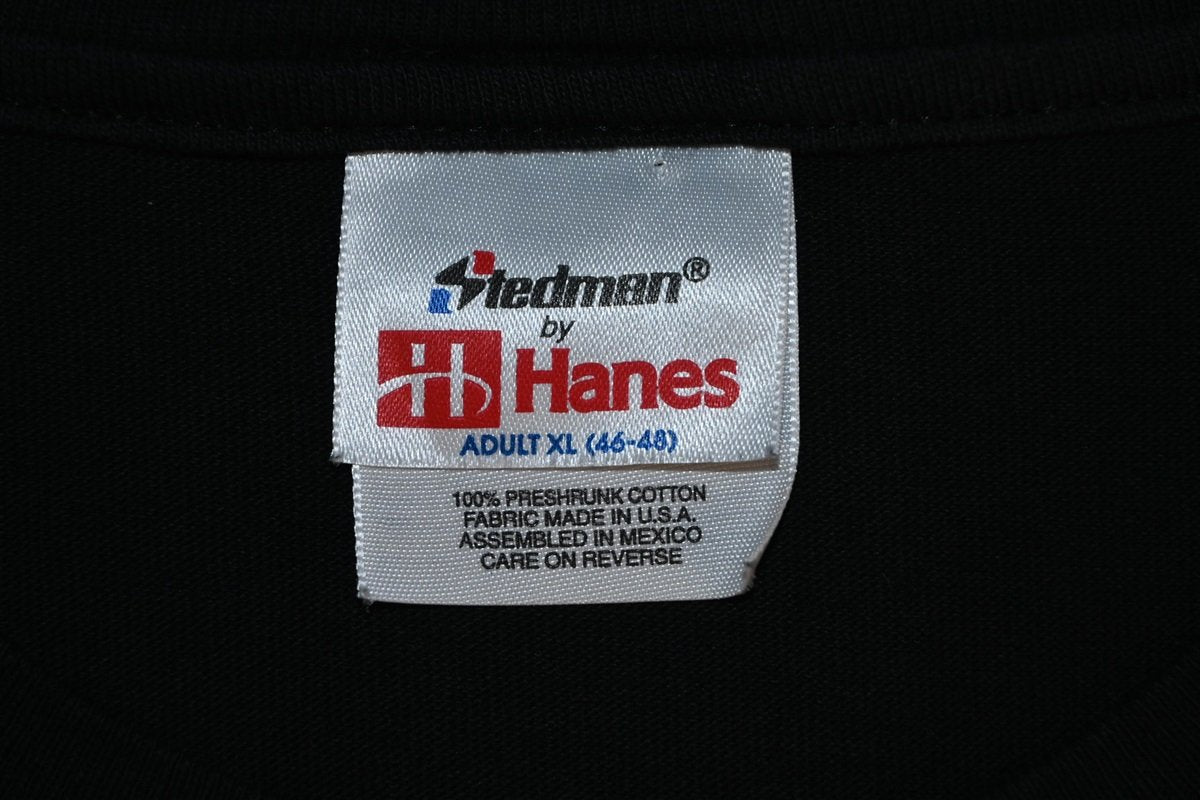 Stedman®
by
H Hanes
ADULT XL (46-48)
100% PRESHRUNK COTTON
FABRIC MADE IN U.S.A.
ASSEMBLED IN MEXICO
CARE ON REVERSE